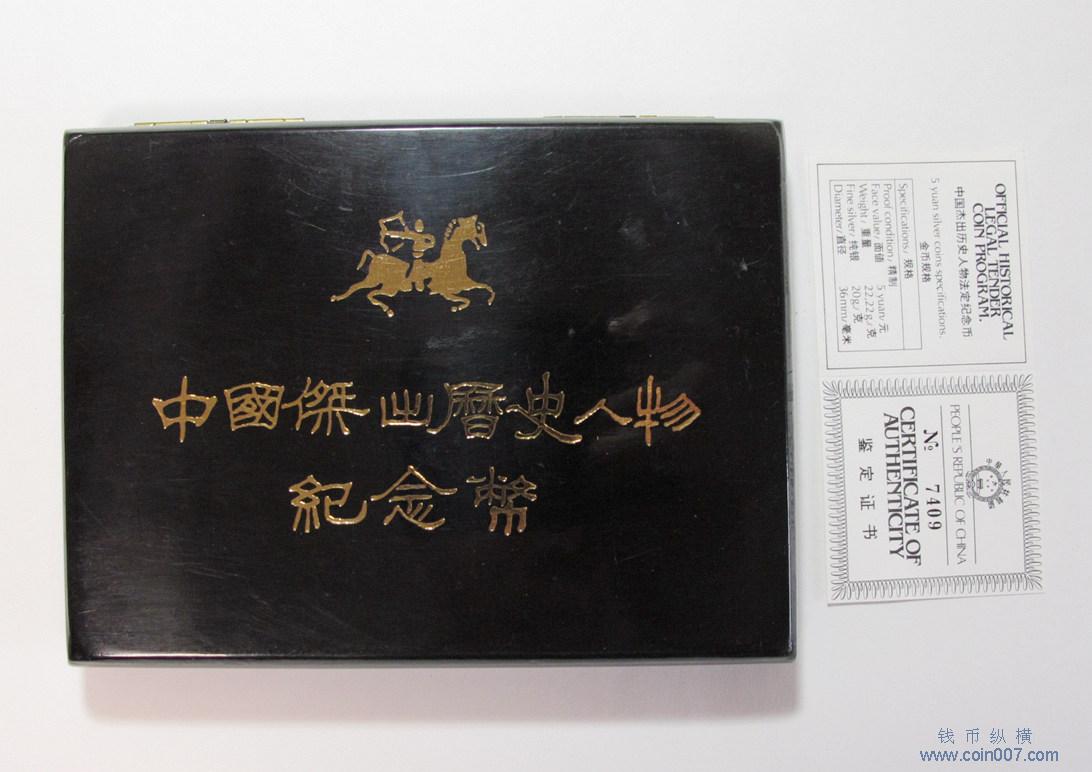 中國傑出曆史人物
紀念幣
OFFICIAL HISTORICAL
LEGAL TENDER
COIN PROGRAM.
中国杰出历史人物法定纪念币
5 yuan silver coins specifications.
金币规格
Specifications/规格
Proof condition/精制
Face value/面值 5 yuan/元
Weight/重量 22.22g/克
Fine silver/纯银 20g/克
Diameter/直径 36mm/毫米
PEOPLE'S REPUBLIC OF CHINA
№ 7409
CERTIFICATE OF
AUTHENTICITY
鉴定证书
钱币纵横
www.coin007.com